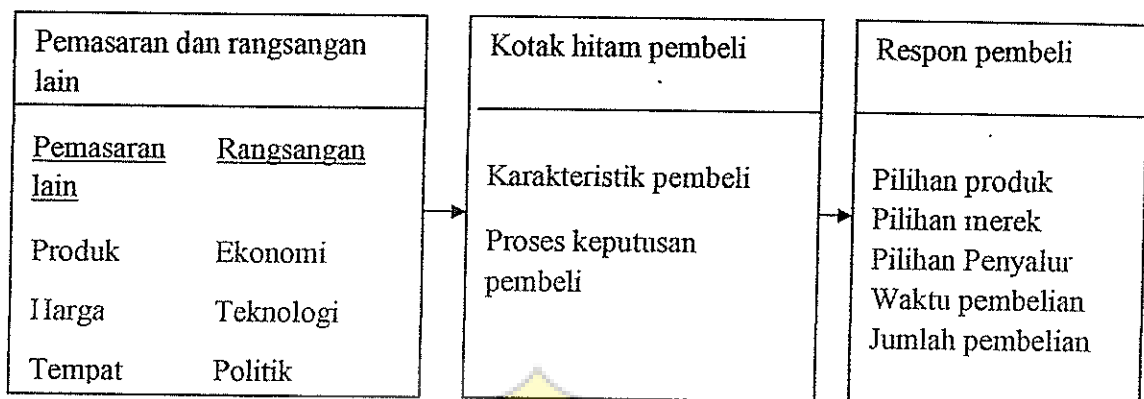 Pemasaran dan rangsangan
lain
Pemasaran Rangsangan
lain
Produk Ekonomi
Harga Teknologi
Tempat Politik
Kotak hitam pembeli
Karakteristik pembeli
Proses keputusan
pembeli
Respon pembeli
Pilihan produk
Pilihan merek
Pilihan Penyalur
Waktu pembelian
Jumlah pembelian